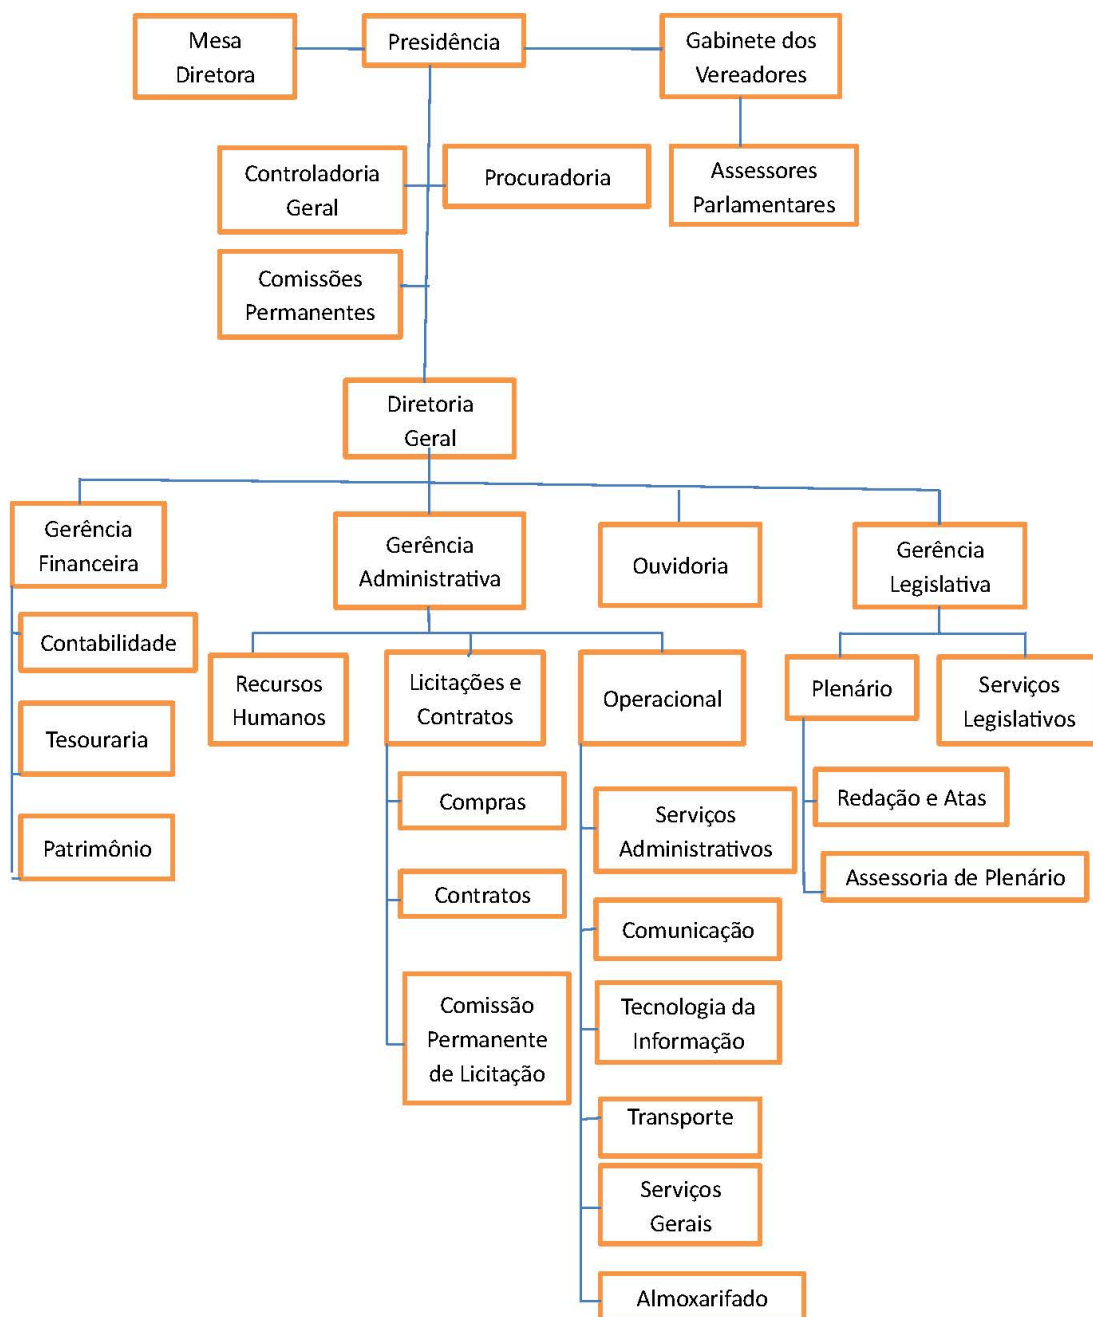 Mesa
Diretora
Presidência
Gabinete dos
Vereadores
Controladoria
Geral
Procuradoria
Assessores
Parlamentares
Comissões
Permanentes
Diretoria
Geral
Gerência
Financeira
Gerência
Administrativa
Ouvidoria
Gerência
Legislativa
Contabilidade
Tesouraria
Patrimônio
Recursos
Humanos
Licitações e
Contratos
Operacional
Plenário
Serviços
Legislativos
Compras
Contratos
Comissão
Permanente
de Licitação
Serviços
Administrativos
Comunicação
Tecnologia da
Informação
Transporte
Serviços
Gerais
Almoxarifado
Redação e Atas
Assessoria de Plenário